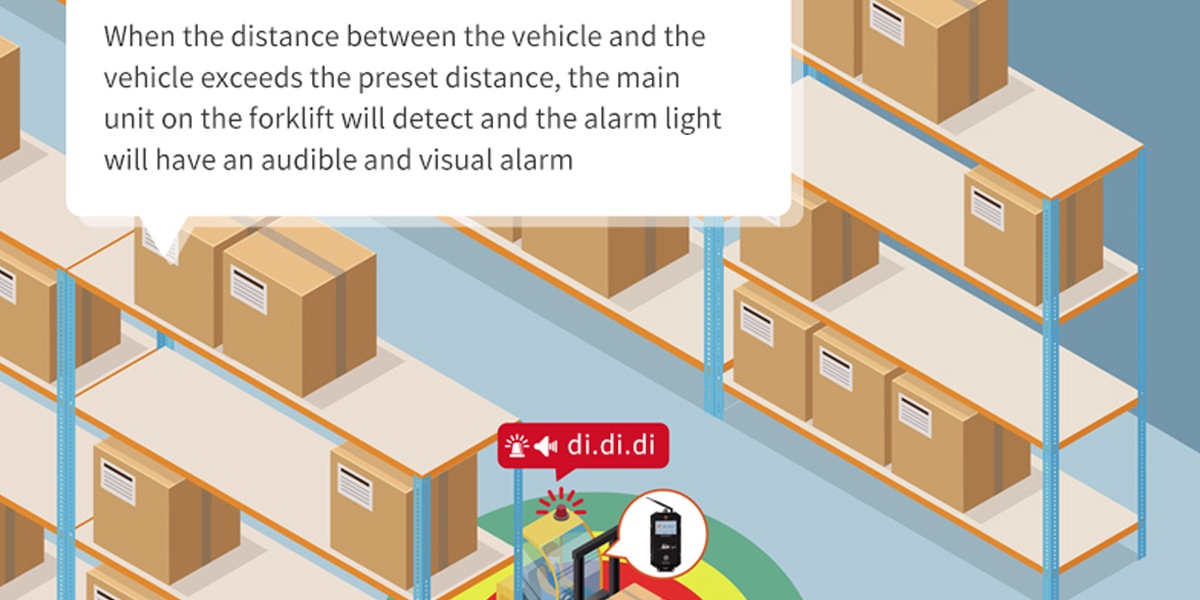 When the distance between the vehicle and the
vehicle exceeds the preset distance, the main
unit on the forklift will detect and the alarm light
will have an audible and visual alarm
di.di.di